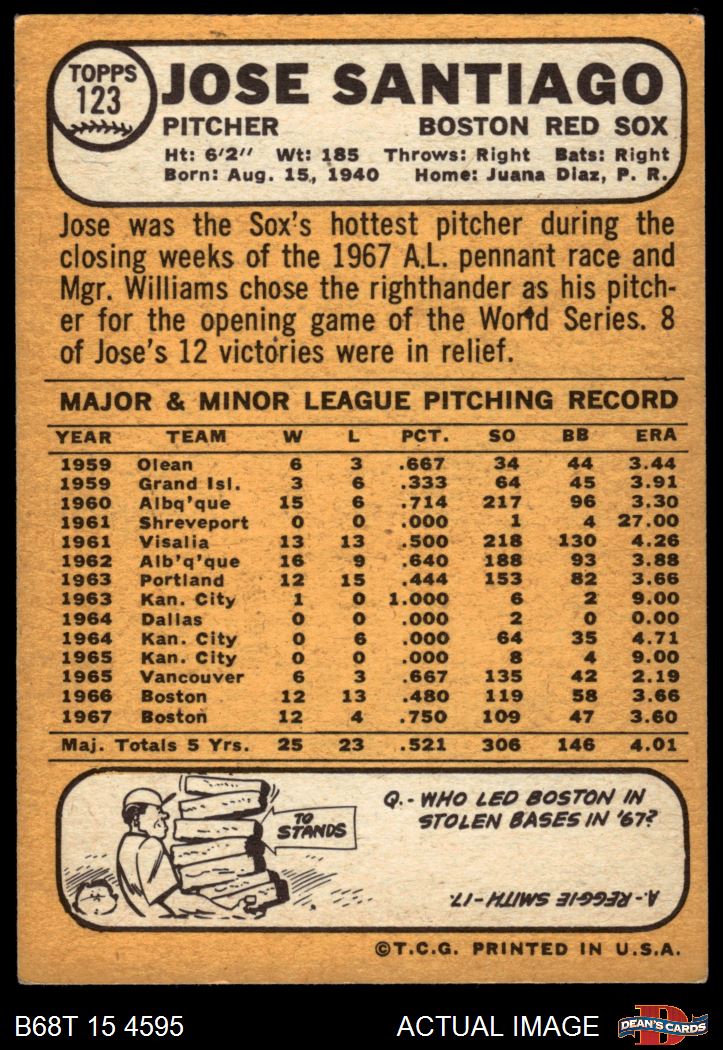 TOPPS
123
JOSE SANTIAGO
PITCHER BOSTON RED SOX
Ht: 6'2" Wt: 185 Throws: Right Bats: Right
Born: Aug. 15, 1940 Home: Juana Diaz, P. R.
Jose was the Sox's hottest pitcher during the
closing weeks of the 1967 A.L. pennant race and
Mgr. Williams chose the righthander as his pitch-
er for the opening game of the World Series. 8
of Jose's 12 victories were in relief.
MAJOR & MINOR LEAGUE PITCHING RECORD
YEAR TEAM W L PCT. SO BB ERA
1959 Olean 6 3 .667 34 44 3.44
1959 Grand Isl. 3 6 .333 64 45 3.91
1960 Albq'que 15 6 .714 217 96 3.30
1961 Shreveport 0 0 .000 1 4 27.00
1961 Visalia 13 13 .500 218 130 4.26
1962 Alb'q'que 16 9 .640 188 93 3.88
1963 Portland 12 15 .444 153 82 3.66
1963 Kan. City 1 0 1.000 6 2 9.00
1964 Dallas 0 0 .000 2 0 0.00
1964 Kan. City 0 6 .000 64 35 4.71
1965 Kan. City 0 0 .000 8 4 9.00
1965 Vancouver 6 3 .667 135 42 2.19
1966 Boston 12 13 .480 119 58 3.66
1967 Boston 12 4 .750 109 47 3.60
Maj. Totals 5 Yrs. 25 23 .521 306 146 4.01
TO
STANDS
Q.- WHO LED BOSTON IN
STOLEN BASES IN '67?
A.- REGGIE SMITH -17.
©T.C.G. PRINTED IN U.S.A.
B68T 15 4595 ACTUAL IMAGE
D
DEAN'S CARDS